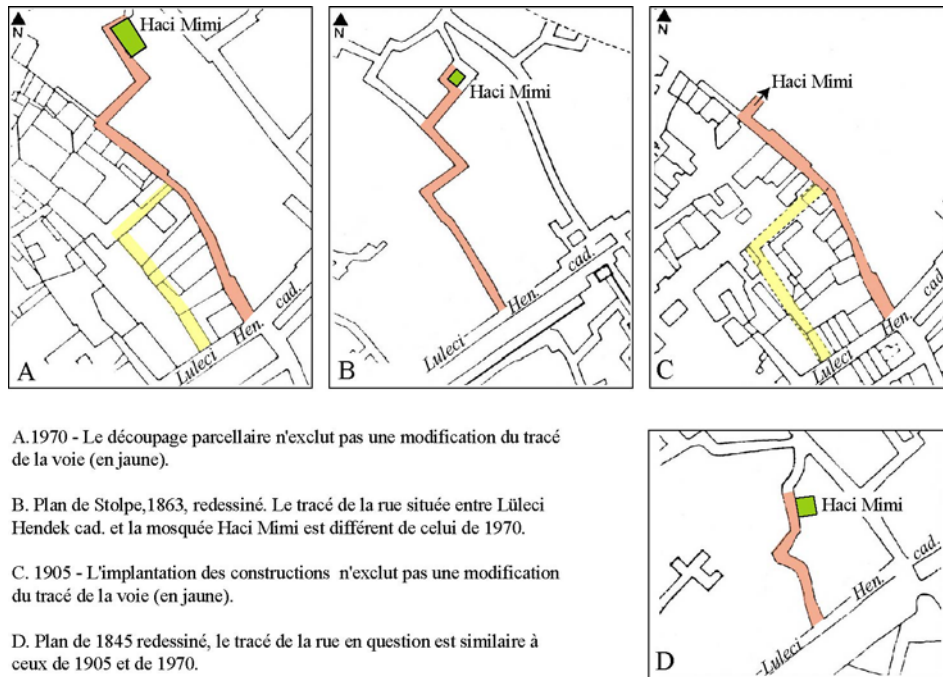 N
Haci Mimi
A
Luleci Hen. cad.
N
Haci Mimi
B
Luleci Hen. cad.
N
Haci Mimi
C
Luleci Hen. cad.
A.1970 - Le découpage parcellaire n'exclut pas une modification du tracé
de la voie (en jaune).
B. Plan de Stolpe,1863, redessiné. Le tracé de la rue située entre Lüleci
Hendek cad. et la mosquée Haci Mimi est différent de celui de 1970.
C. 1905 - L'implantation des constructions n'exclut pas une modification
du tracé de la voie (en jaune).
D. Plan de 1845 redessiné, le tracé de la rue en question est similaire à
ceux de 1905 et de 1970.
N
Haci Mimi
Luleci Hen. cad.
D